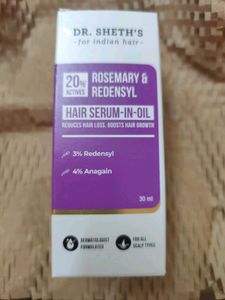 DR. SHETH'S
-for indian hair-
20%
ACTIVES
ROSEMARY &
REDENSYL
HAIR SERUM-IN-OIL
REDUCES HAIR LOSS, BOOSTS HAIR GROWTH
3% Redensyl
4% Anagain
30 ml
DERMATOLOGIST
FORMULATED
FOR ALL
SCALP TYPES